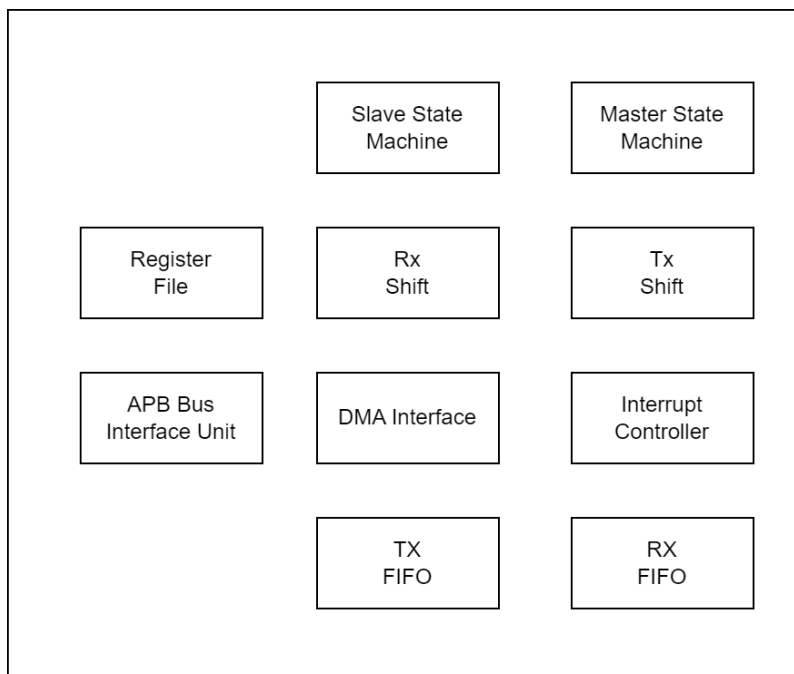 Slave State
Machine
Master State
Machine
Register
File
Rx
Shift
Tx
Shift
APB Bus
Interface Unit
DMA Interface
Interrupt
Controller
TX
FIFO
RX
FIFO